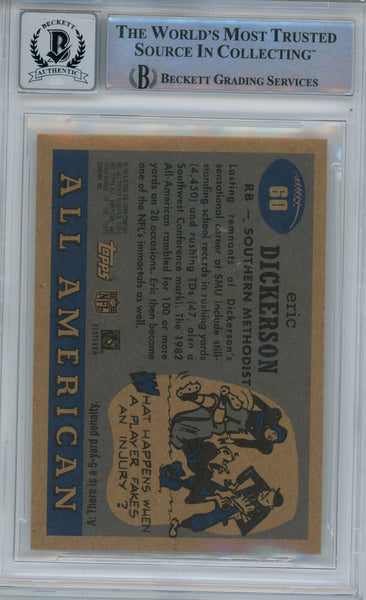 BECKETT
AUTHENTIC
THE WORLD'S MOST TRUSTED
SOURCE IN COLLECTING™
BECKETT GRADING SERVICES
60
eric
DICKERSON
RB – SOUTHERN METHODIST
Lasting remnants of Dickerson's
sensational career at SMU include still-
standing school records in rushing yards
(4,450) and rushing TDs (47, also a
Southwest Conference mark). The 1982
All-American rambled for 100 or more
yards on 28 occasions. Eric then became
one of the NFL's immortals as well.
WHAT HAPPENS WHEN
A PLAYER FAKES
AN INJURY?
A: There is a 5-yard penalty.
Topps
NFL
PLAYERS
ALL AMERICAN